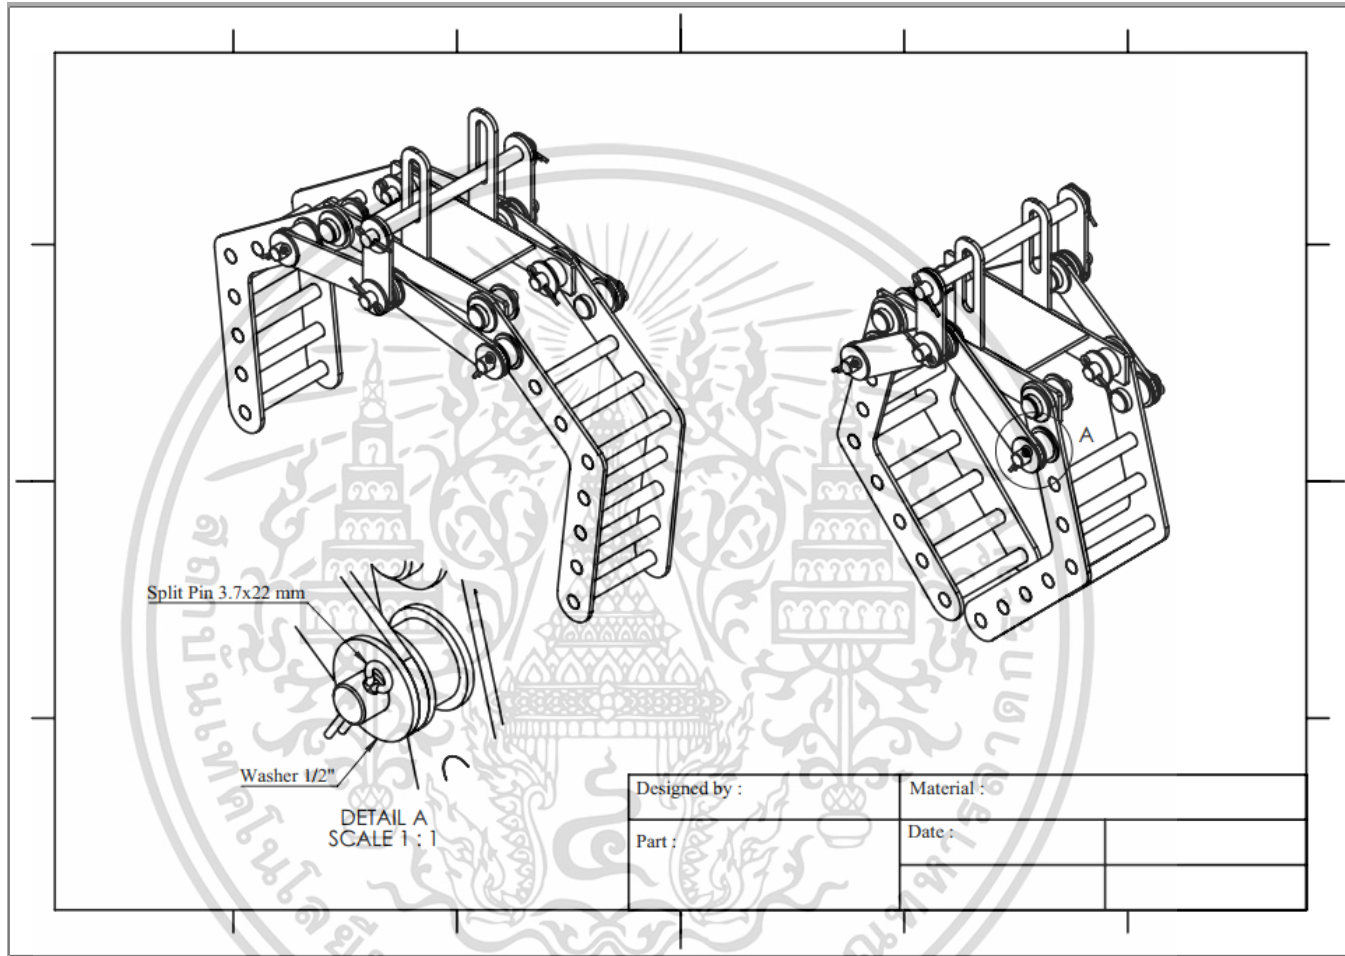 A
Split Pin 3.7x22 mm
Washer 1/2"
DETAIL A
SCALE 1 : 1
Designed by :
Material :
Part :
Date :